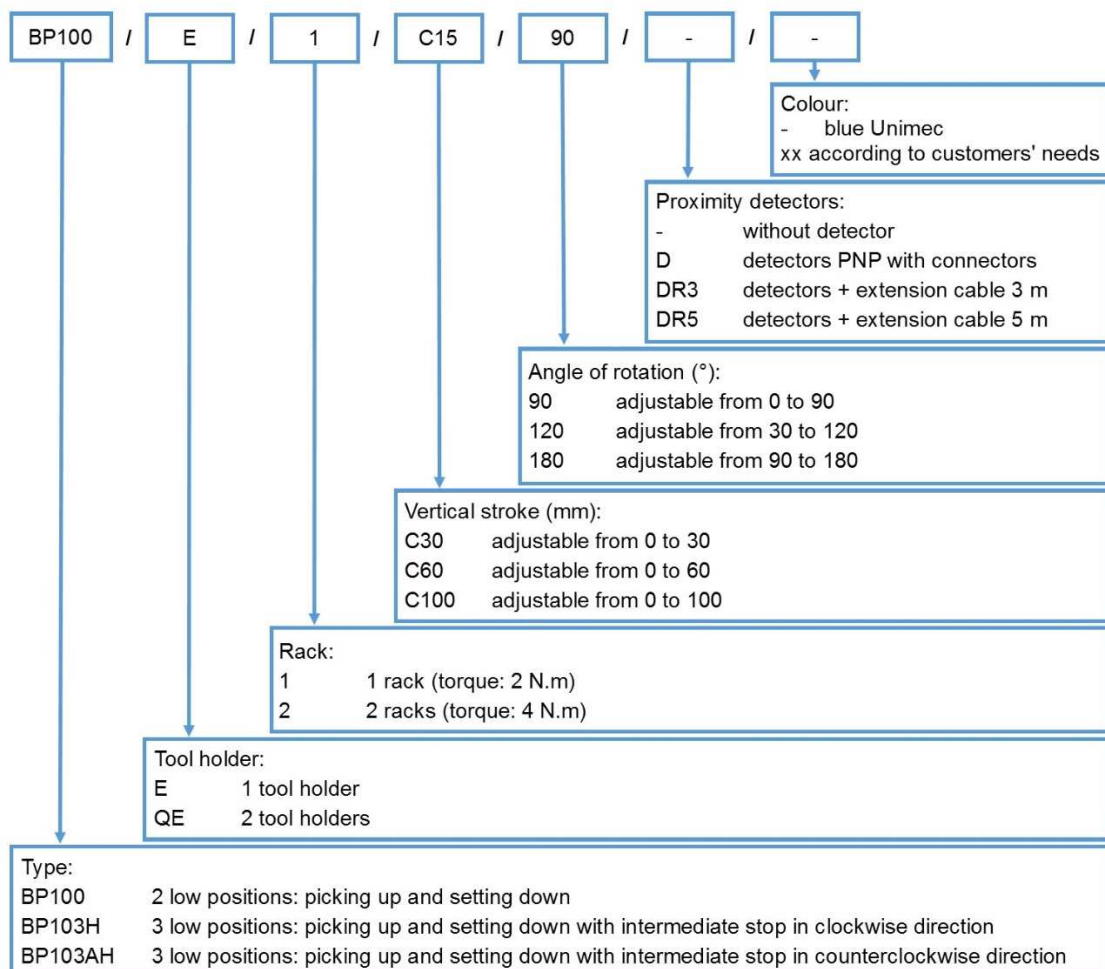 BP100 / E / 1 / C15 / 90 / - / -
Colour:
- blue Unimec
xx according to customers' needs
Proximity detectors:
- without detector
D detectors PNP with connectors
DR3 detectors + extension cable 3 m
DR5 detectors + extension cable 5 m
Angle of rotation (°):
90 adjustable from 0 to 90
120 adjustable from 30 to 120
180 adjustable from 90 to 180
Vertical stroke (mm):
C30 adjustable from 0 to 30
C60 adjustable from 0 to 60
C100 adjustable from 0 to 100
Rack:
1 1 rack (torque: 2 N.m)
2 2 racks (torque: 4 N.m)
Tool holder:
E 1 tool holder
QE 2 tool holders
Type:
BP100 2 low positions: picking up and setting down
BP103H 3 low positions: picking up and setting down with intermediate stop in clockwise direction
BP103AH 3 low positions: picking up and setting down with intermediate stop in counterclockwise direction